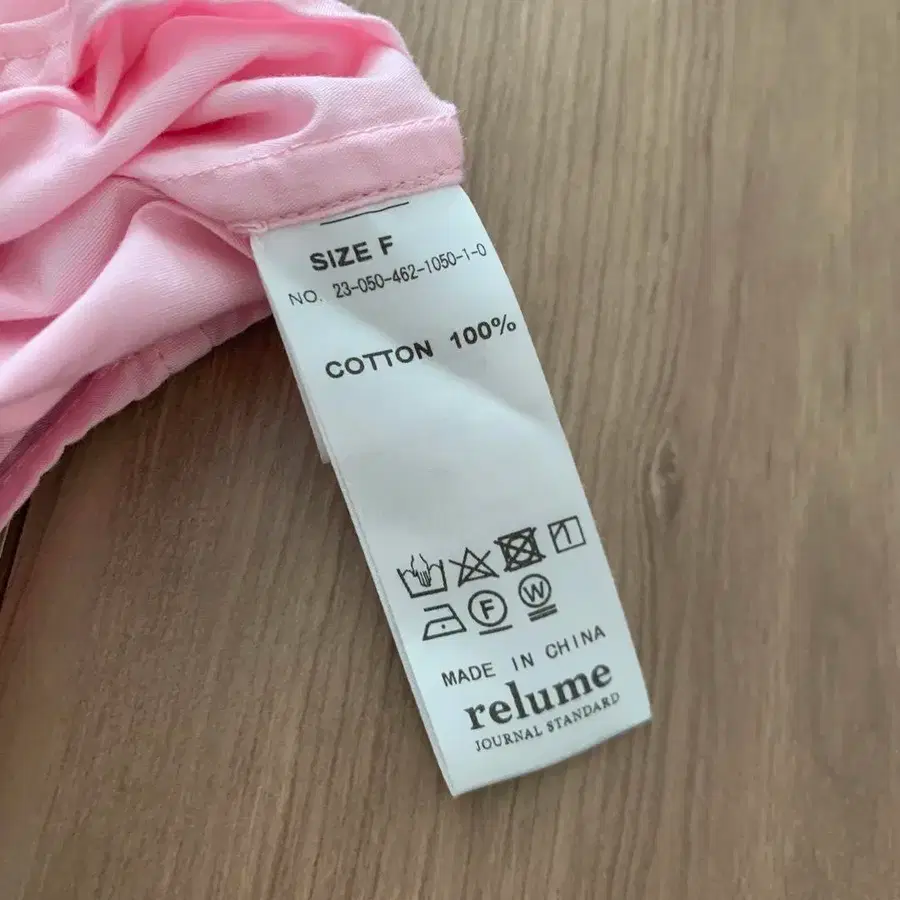 SIZE F
NO. 23-050-462-1050-1-0
COTTON 100%
F W
MADE IN CHINA
relume
JOURNAL STANDARD